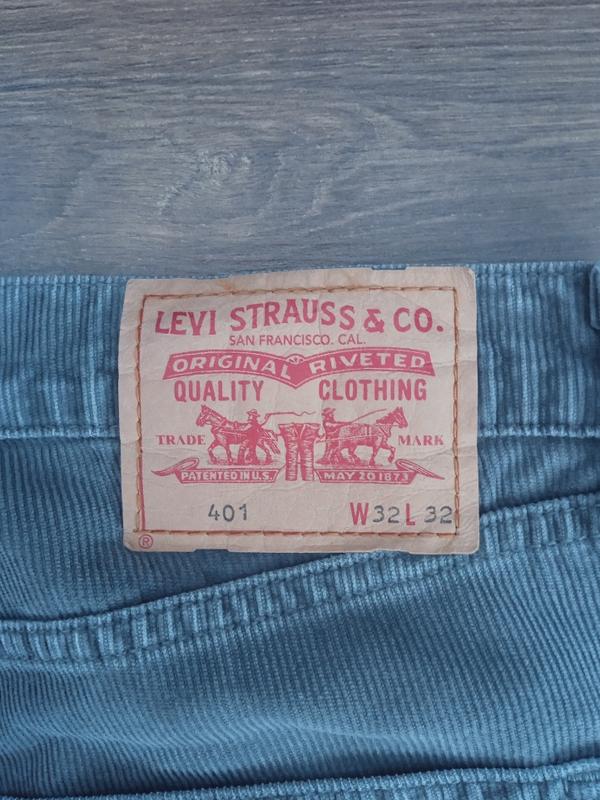 LEVI STRAUSS & CO.
SAN FRANCISCO. CAL.
ORIGINAL RIVETED
QUALITY CLOTHING
TRADE MARK
PATENTED IN U.S. MAY 20 1873
401 W32 L 32
®